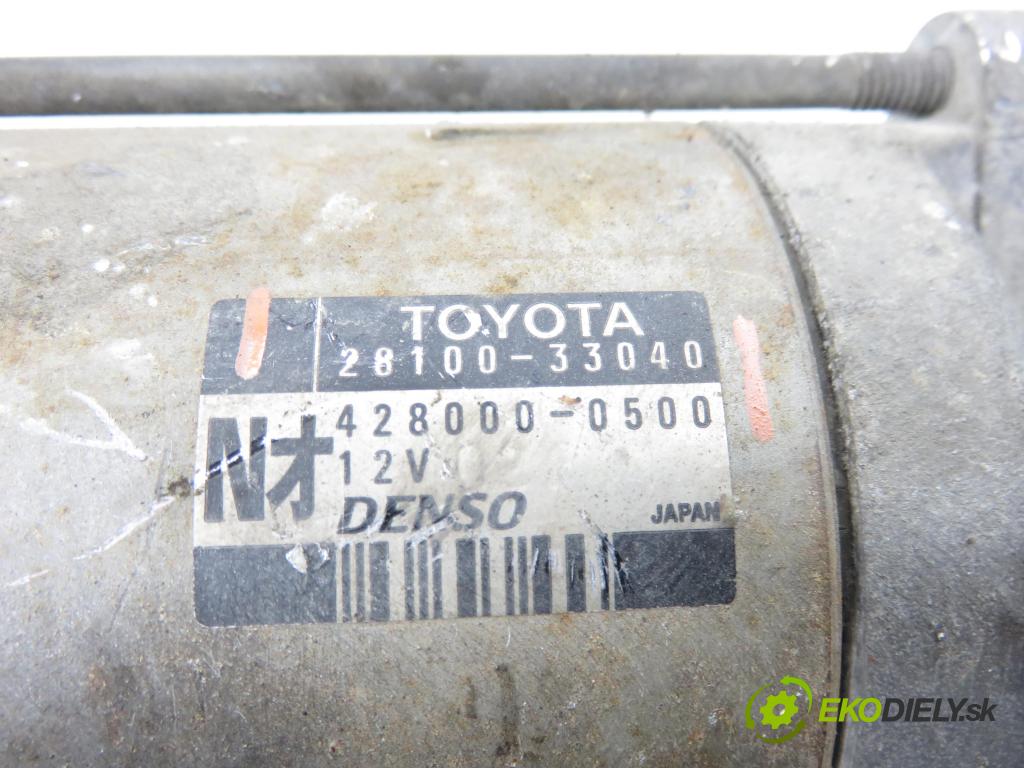 TOYOTA
28100-33040
Nオ
428000-0500
12V
DENSO
JAPAN
EKODIELY.sk